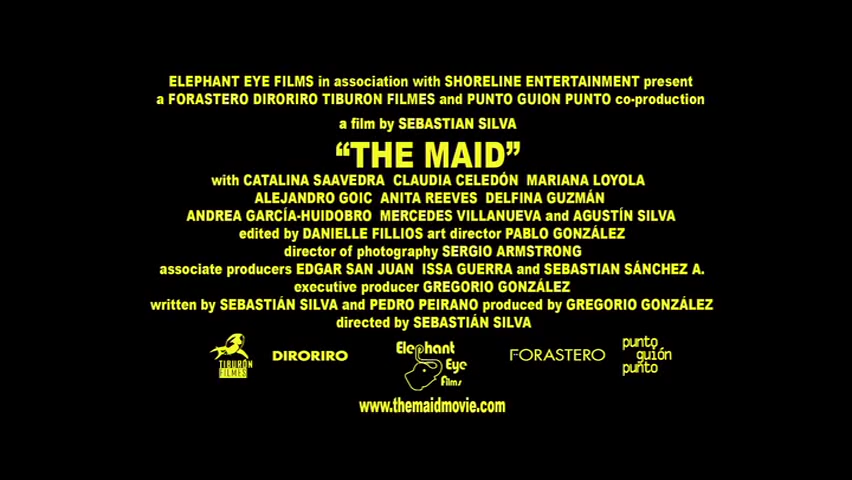 ELEPHANT EYE FILMS in association with SHORELINE ENTERTAINMENT present
a FORASTERO DIRORIRO TIBURON FILMES and PUNTO GUION PUNTO co-production
a film by SEBASTIAN SILVA
“THE MAID”
with CATALINA SAAVEDRA CLAUDIA CELEDÓN MARIANA LOYOLA
ALEJANDRO GOIC ANITA REEVES DELFINA GUZMÁN
ANDREA GARCÍA-HUIDOBRO MERCEDES VILLANUEVA and AGUSTÍN SILVA
edited by DANIELLE FILLIOS art director PABLO GONZÁLEZ
director of photography SERGIO ARMSTRONG
associate producers EDGAR SAN JUAN ISSA GUERRA and SEBASTIAN SÁNCHEZ A.
executive producer GREGORIO GONZÁLEZ
written by SEBASTIÁN SILVA and PEDRO PEIRANO produced by GREGORIO GONZÁLEZ
directed by SEBASTIÁN SILVA
TIBURÓN
FILMES
DIRORIRO
Elephant
Eye
films
FORASTERO
punto
guión
punto
www.themaidmovie.com